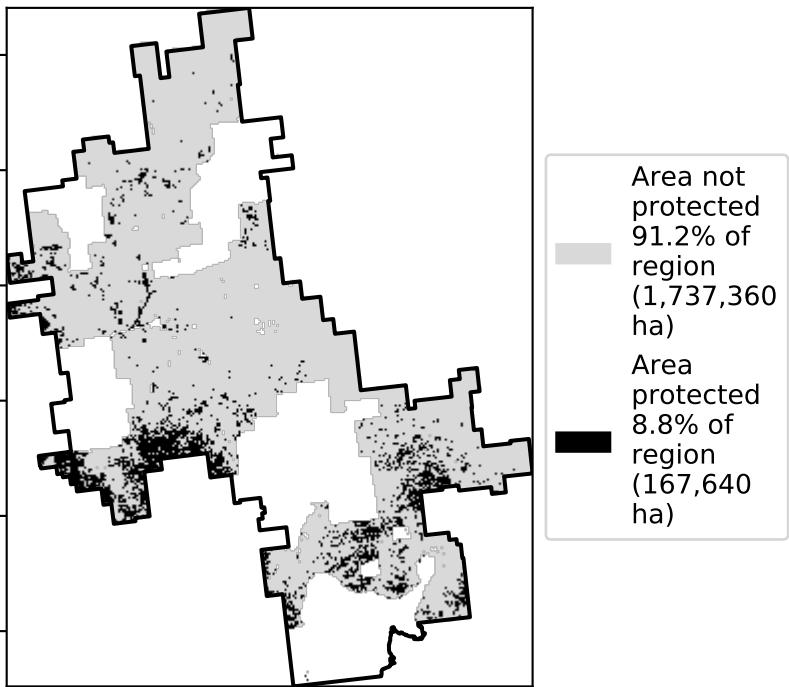 Area not
protected
91.2% of
region
(1,737,360
ha)
Area
protected
8.8% of
region
(167,640
ha)